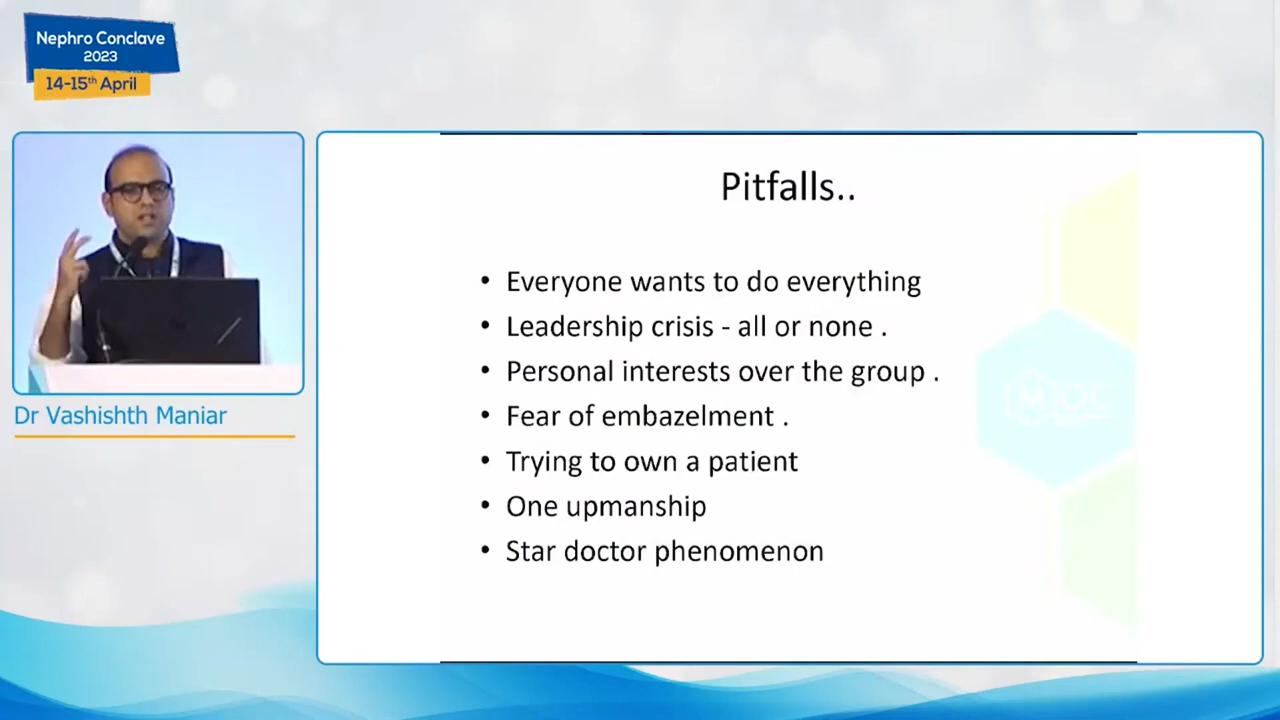 Nephro Conclave
2023
14-15th April
Dr Vashishth Maniar
Pitfalls..
• Everyone wants to do everything
• Leadership crisis - all or none .
• Personal interests over the group .
• Fear of embazelment .
• Trying to own a patient
• One upmanship
• Star doctor phenomenon
MOC